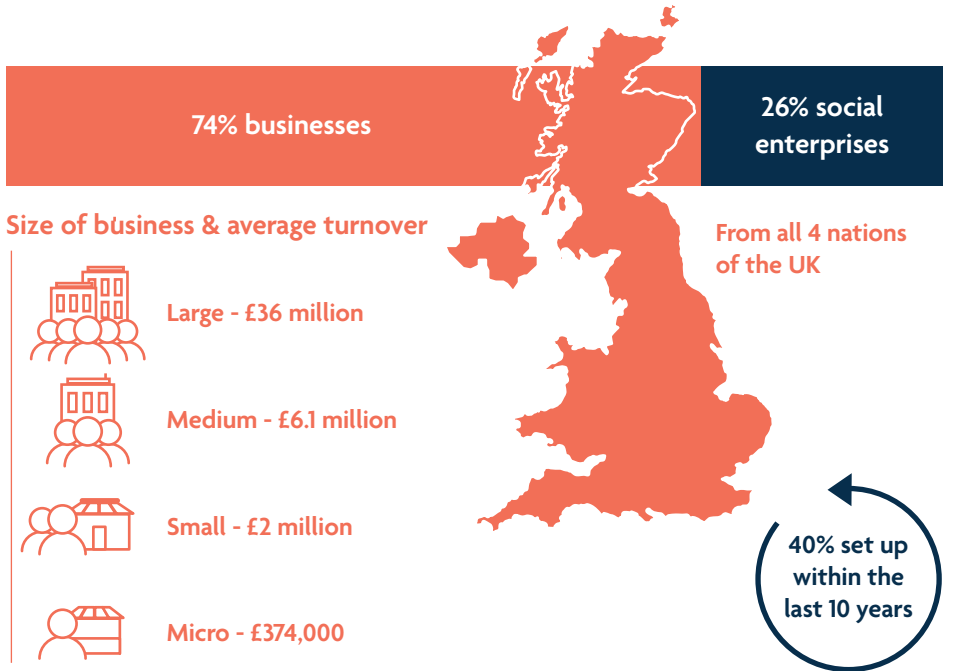 74% businesses
26% social
enterprises
Size of business & average turnover
From all 4 nations
of the UK
Large - £36 million
Medium - £6.1 million
Small - £2 million
Micro - £374,000
40% set up
within the
last 10 years